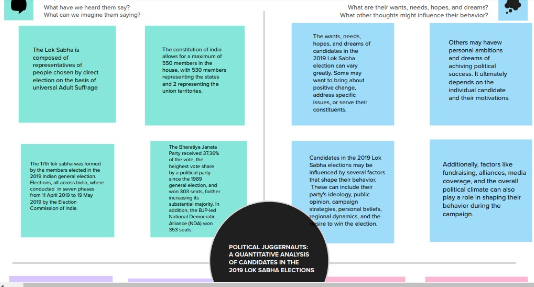 What have we heard them say?
What can we imagine them saying?
What are their wants, needs, hopes, and dreams?
What other thoughts might influence their behavior?
The Lok Sabha is
composed of
representatives of
people chosen by direct
election on the basis of
universal Adult Suffrage
The constitution of india
allows for a maximum of
550 members in the
house, with 530 members
representing the states
and 2 representing the
union territories.
The wants, needs,
hopes, and dreams of
candidates in the
2019 Lok Sabha
election can vary
greatly. Some may
want to bring about
positive change,
address specific
issues, or serve their
constituents.
Others may havew
personal ambitions
and dreams of
achiving political
success. It ultimately
depends on the
individual candidate
and their motivations.
The 17th lok sabha was formed
by the members elected in the
2019 indian general election.
Elections, all across India, where
conducted in seven phases
from 11 April 2019 to 19 May
2019 by the Election
Commission of India.
The Bharatiya Janata
Party received 37.36%
of the vote, the
heighest vote share
by a political party
since the 1989
general election, and
won 303 seats, further
increasing its
substantial majority. In
addition, the BJP-led
National Democratic
Alliance (NDA) won
353 seats.
Candidates in the 2019 Lok
Sabha elections may be
influenced by several factors
that shape their behavior.
These can include their
party's ideology, public
opinion, campaign
strategies, personal beliefs,
regional dynamics, and the
desire to win the election.
Additionally, factors like
fundraising, alliances, media
coverage, and the overall
political climate can also
play a role in shaping their
behavior during the
campaign.
POLITICAL JUGGERNAUTS:
A QUANTITATIVE ANALYSIS
OF CANDIDATES IN THE
2019 LOK SABHA ELECTIONS